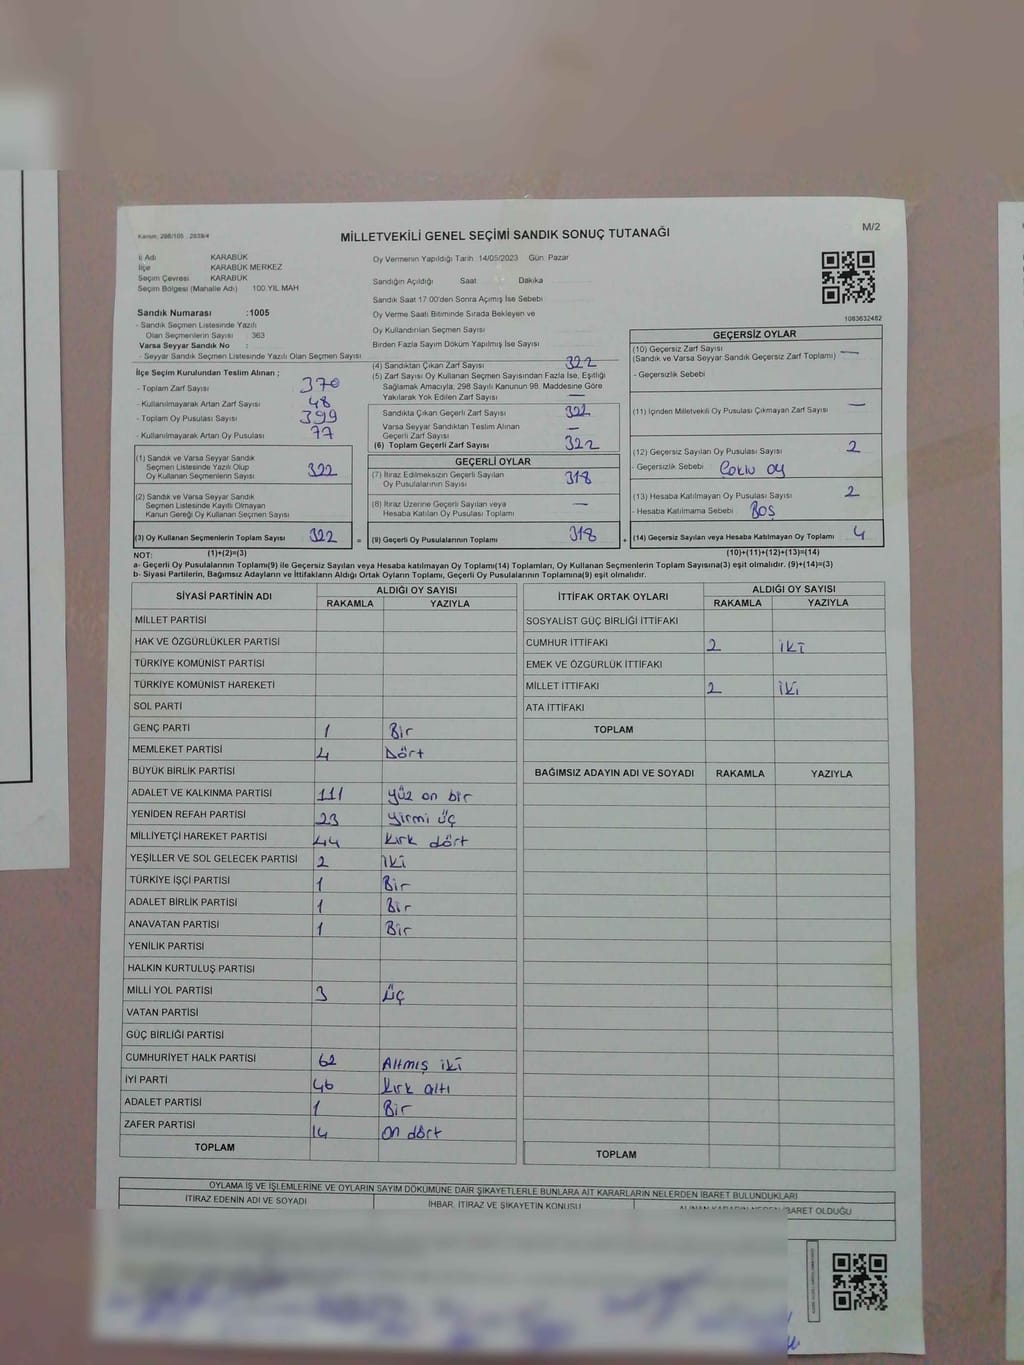 Kanun: 298/105 , 2839/4
MİLLETVEKİLİ GENEL SEÇİMİ SANDIK SONUÇ TUTANAĞI
M/2
İl Adı KARABÜK
İlçe KARABÜK MERKEZ
Seçim Çevresi KARABÜK
Seçim Bölgesi (Mahalle Adı) 100 YIL MAH
Oy Vermenin Yapıldığı Tarih 14/05/2023 Gün: Pazar
Sandığın Açıldığı Saat Dakika
Sandık Saat 17:00'den Sonra Açımış İse Sebebi
Oy Verme Saati Bitiminde Sırada Bekleyen ve
Oy Kullandırılan Seçmen Sayısı
Birden Fazla Sayım Döküm Yapılmış İse Sayısı
1083632482
Sandık Numarası :1005
- Sandık Seçmen Listesinde Yazılı
Olan Seçmenlerin Sayısı : 363
Varsa Seyyar Sandık No :
- Seyyar Sandık Seçmen Listesinde Yazılı Olan Seçmen Sayısı
İlçe Seçim Kurulundan Teslim Alınan ;
- Toplam Zarf Sayısı 370
- Kullanılmayarak Artan Zarf Sayısı 48
- Toplam Oy Pusulası Sayısı 399
- Kullanılmayarak Artan Oy Pusulası 77
(1) Sandık ve Varsa Seyyar Sandık
Seçmen Listesinde Yazılı Olup
Oy Kullanan Seçmenlerin Sayısı 322
(2) Sandık ve Varsa Seyyar Sandık
Seçmen Listesinde Kayıtlı Olmayan
Kanun Gereği Oy Kullanan Seçmen Sayısı
(3) Oy Kullanan Seçmenlerin Toplam Sayısı 322 =
(4) Sandıktan Çıkan Zarf Sayısı 322
(5) Zarf Sayısı Oy Kullanan Seçmen Sayısından Fazla İse, Eşitliği
Sağlamak Amacıyla, 298 Sayılı Kanunun 98. Maddesine Göre
Yakılarak Yok Edilen Zarf Sayısı —
Sandıkta Çıkan Geçerli Zarf Sayısı 322
Varsa Seyyar Sandıktan Teslim Alınan
Geçerli Zarf Sayısı —
(6) Toplam Geçerli Zarf Sayısı 322
GEÇERLİ OYLAR
(7) İtiraz Edilmeksizin Geçerli Sayılan
Oy Pusulalarının Sayısı 318
(8) İtiraz Üzerine Geçerli Sayılan veya
Hesaba Katılan Oy Pusulası Toplamı —
(9) Geçerli Oy Pusulalarının Toplamı 318 +
GEÇERSİZ OYLAR
(10) Geçersiz Zarf Sayısı
(Sandık ve Varsa Seyyar Sandık Geçersiz Zarf Toplamı) —
- Geçersizlik Sebebi
(11) İçinden Milletvekili Oy Pusulası Çıkmayan Zarf Sayısı —
(12) Geçersiz Sayılan Oy Pusulası Sayısı 2
- Geçersizlik Sebebi Çoklu oy
(13) Hesaba Katılmayan Oy Pusulası Sayısı 2
- Hesaba Katılmama Sebebi BOŞ
(14) Geçersiz Sayılan veya Hesaba Katılmayan Oy Toplamı 4
NOT: (1)+(2)=(3) (10)+(11)+(12)+(13)=(14)
a- Geçerli Oy Pusulalarının Toplamı(9) ile Geçersiz Sayılan veya Hesaba katılmayan Oy Toplamı(14) Toplamları, Oy Kullanan Seçmenlerin Toplam Sayısına(3) eşit olmalıdır. (9)+(14)=(3)
b- Siyasi Partilerin, Bağımsız Adayların ve İttifakların Aldığı Ortak Oyların Toplamı, Geçerli Oy Pusulalarının Toplamına(9) eşit olmalıdır.
SİYASİ PARTİNİN ADI ALDIĞI OY SAYISI
RAKAMLA YAZIYLA
MİLLET PARTİSİ
HAK VE ÖZGÜRLÜKLER PARTİSİ
TÜRKİYE KOMÜNİST PARTİSİ
TÜRKİYE KOMÜNİST HAREKETİ
SOL PARTİ
GENÇ PARTİ 1 Bir
MEMLEKET PARTİSİ 4 Dört
BÜYÜK BİRLİK PARTİSİ
ADALET VE KALKINMA PARTİSİ 111 yüz on bir
YENİDEN REFAH PARTİSİ 23 yirmi üç
MİLLİYETÇİ HAREKET PARTİSİ 44 kırk dört
YEŞİLLER VE SOL GELECEK PARTİSİ 2 İki
TÜRKİYE İŞÇİ PARTİSİ 1 Bir
ADALET BİRLİK PARTİSİ 1 Bir
ANAVATAN PARTİSİ 1 Bir
YENİLİK PARTİSİ
HALKIN KURTULUŞ PARTİSİ
MİLLİ YOL PARTİSİ 3 Üç
VATAN PARTİSİ
GÜÇ BİRLİĞİ PARTİSİ
CUMHURİYET HALK PARTİSİ 62 Altmış iki
İYİ PARTİ 46 kırk altı
ADALET PARTİSİ 1 Bir
ZAFER PARTİSİ 14 on dört
TOPLAM
İTTİFAK ORTAK OYLARI ALDIĞI OY SAYISI
RAKAMLA YAZIYLA
SOSYALİST GÜÇ BİRLİĞİ İTTİFAKI
CUMHUR İTTİFAKI 2 iki
EMEK VE ÖZGÜRLÜK İTTİFAKI
MİLLET İTTİFAKI 2 iki
ATA İTTİFAKI
TOPLAM
BAĞIMSIZ ADAYIN ADI VE SOYADI RAKAMLA YAZIYLA
TOPLAM
OYLAMA İŞ VE İŞLEMLERİNE VE OYLARIN SAYIM DÖKÜMÜNE DAİR ŞİKAYETLERLE BUNLARA AİT KARARLARIN NELERDEN İBARET BULUNDUKLARI
İTİRAZ EDENİN ADI VE SOYADI İHBAR, İTİRAZ VE ŞİKAYETİN KONUSU ALINAN KARARIN NEDEN İBARET OLDUĞU